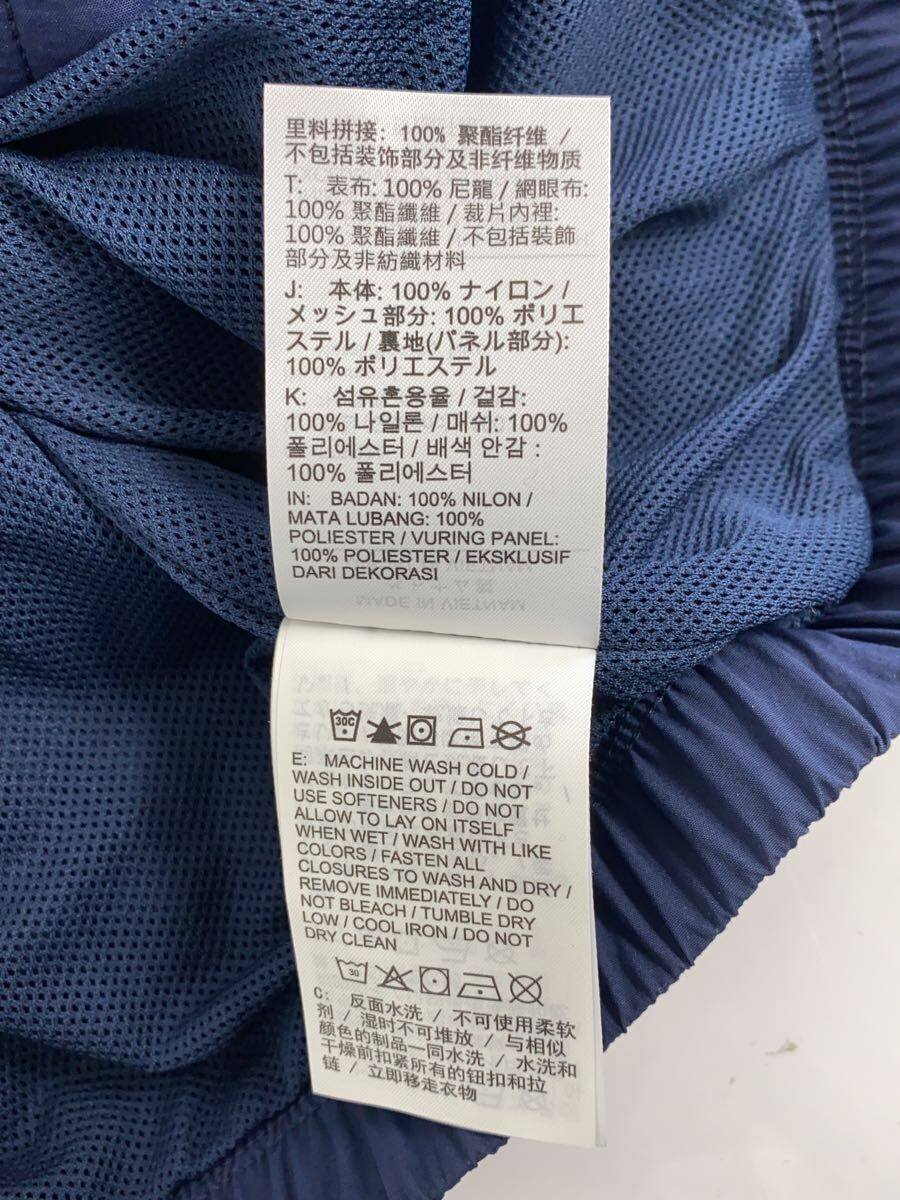 里料拼接: 100% 聚酯纤维 /
不包括装饰部分及非纤维物质
T: 表布: 100% 尼龍 / 網眼布:
100% 聚酯纖維 / 裁片內裡:
100% 聚酯纖維 / 不包括裝飾
部分及非紡織材料
J: 本体: 100% ナイロン /
メッシュ部分: 100% ポリエ
ステル / 裏地(パネル部分):
100% ポリエステル
K: 섬유혼용율 / 겉감:
100% 나일론 / 매쉬: 100%
폴리에스터 / 배색 안감 :
100% 폴리에스터
IN: BADAN: 100% NILON /
MATA LUBANG: 100%
POLIESTER / VURING PANEL:
100% POLIESTER / EKSKLUSIF
DARI DEKORASI
MADE IN VIETNAM
30C
E: MACHINE WASH COLD /
WASH INSIDE OUT / DO NOT
USE SOFTENERS / DO NOT
ALLOW TO LAY ON ITSELF
WHEN WET / WASH WITH LIKE
COLORS / FASTEN ALL
CLOSURES TO WASH AND DRY /
REMOVE IMMEDIATELY / DO
NOT BLEACH / TUMBLE DRY
LOW / COOL IRON / DO NOT
DRY CLEAN
30
C: 反面水洗 / 不可使用柔软
剂 / 湿时不可堆放 / 与相似
颜色的制品一同水洗 / 水洗和
干燥前扣紧所有的钮扣和拉
链 / 立即移走衣物